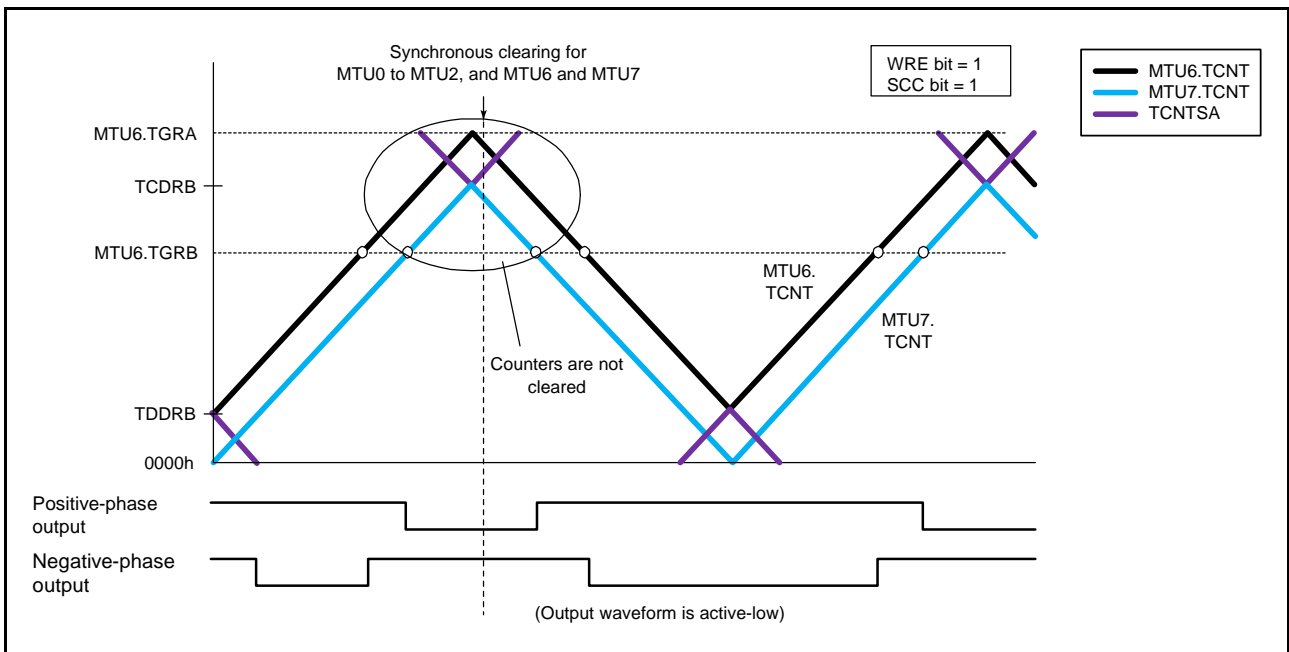 Synchronous clearing for
MTU0 to MTU2, and MTU6 and MTU7
WRE bit = 1
SCC bit = 1
MTU6.TCNT
MTU7.TCNT
TCNTSA
MTU6.TGRA
TCDRB
MTU6.TGRB
MTU6.
TCNT
MTU7.
TCNT
Counters are not
cleared
TDDRB
0000h
Positive-phase
output
Negative-phase
output
(Output waveform is active-low)